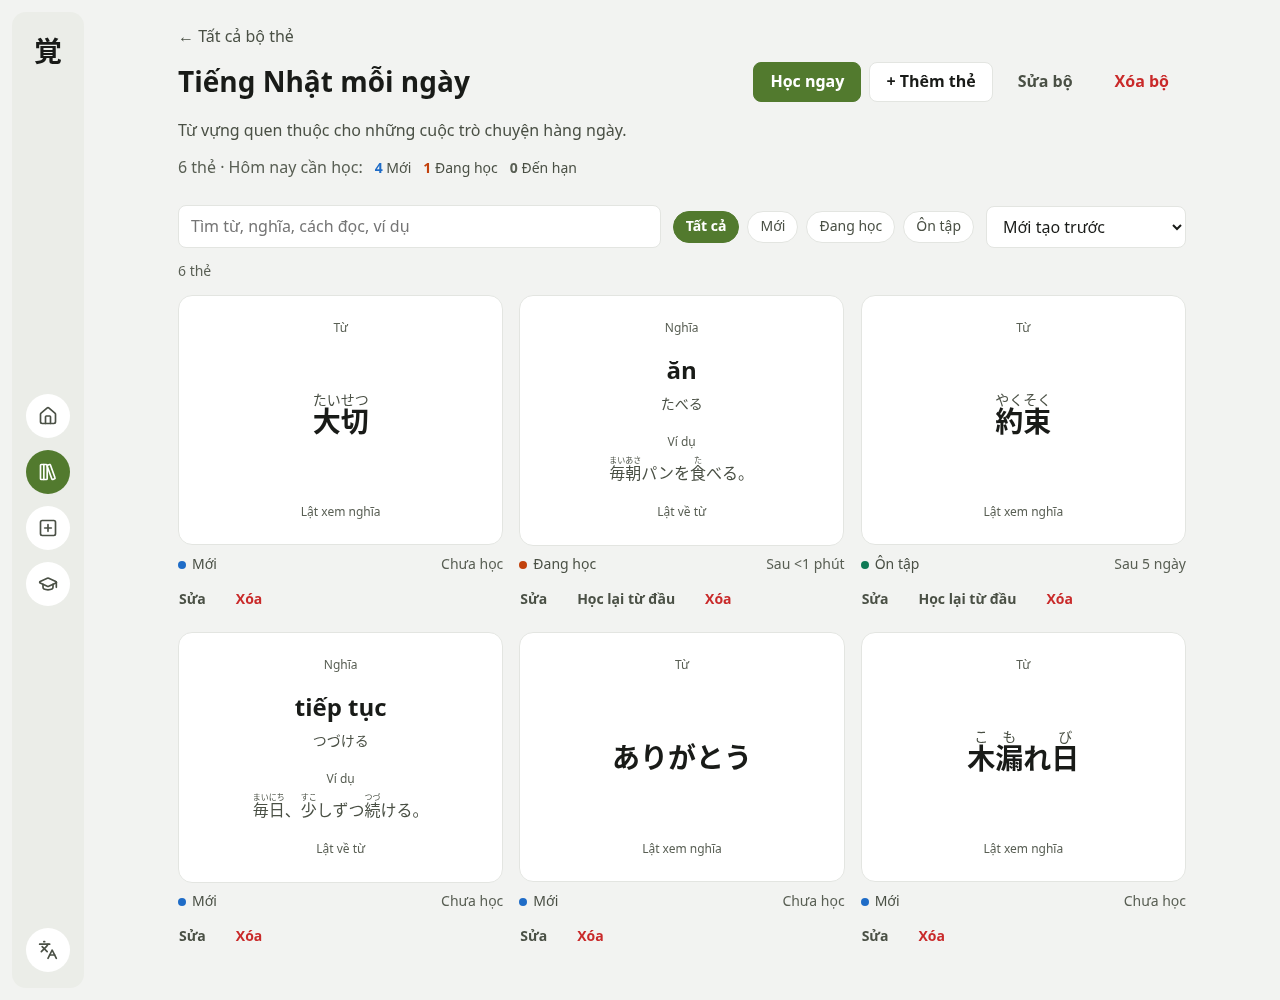 覚
← Tất cả bộ thẻ
Tiếng Nhật mỗi ngày
Học ngay
+ Thêm thẻ
Sửa bộ
Xóa bộ
Từ vựng quen thuộc cho những cuộc trò chuyện hàng ngày.
6 thẻ · Hôm nay cần học: 4 Mới 1 Đang học 0 Đến hạn
Tìm từ, nghĩa, cách đọc, ví dụ
Tất cả
Mới
Đang học
Ôn tập
Mới tạo trước
6 thẻ
Từ
たいせつ
大切
Lật xem nghĩa
Mới
Chưa học
Sửa
Xóa
Nghĩa
ăn
たべる
Ví dụ
まいあさ た
毎朝パンを食べる。
Lật về từ
Đang học
Sau <1 phút
Sửa
Học lại từ đầu
Xóa
Từ
やくそく
約束
Lật xem nghĩa
Ôn tập
Sau 5 ngày
Sửa
Học lại từ đầu
Xóa
Nghĩa
tiếp tục
つづける
Ví dụ
まいにち すこ つづ
毎日、少しずつ続ける。
Lật về từ
Mới
Chưa học
Sửa
Xóa
Từ
ありがとう
Lật xem nghĩa
Mới
Chưa học
Sửa
Xóa
Từ
こ も び
木漏れ日
Lật xem nghĩa
Mới
Chưa học
Sửa
Xóa